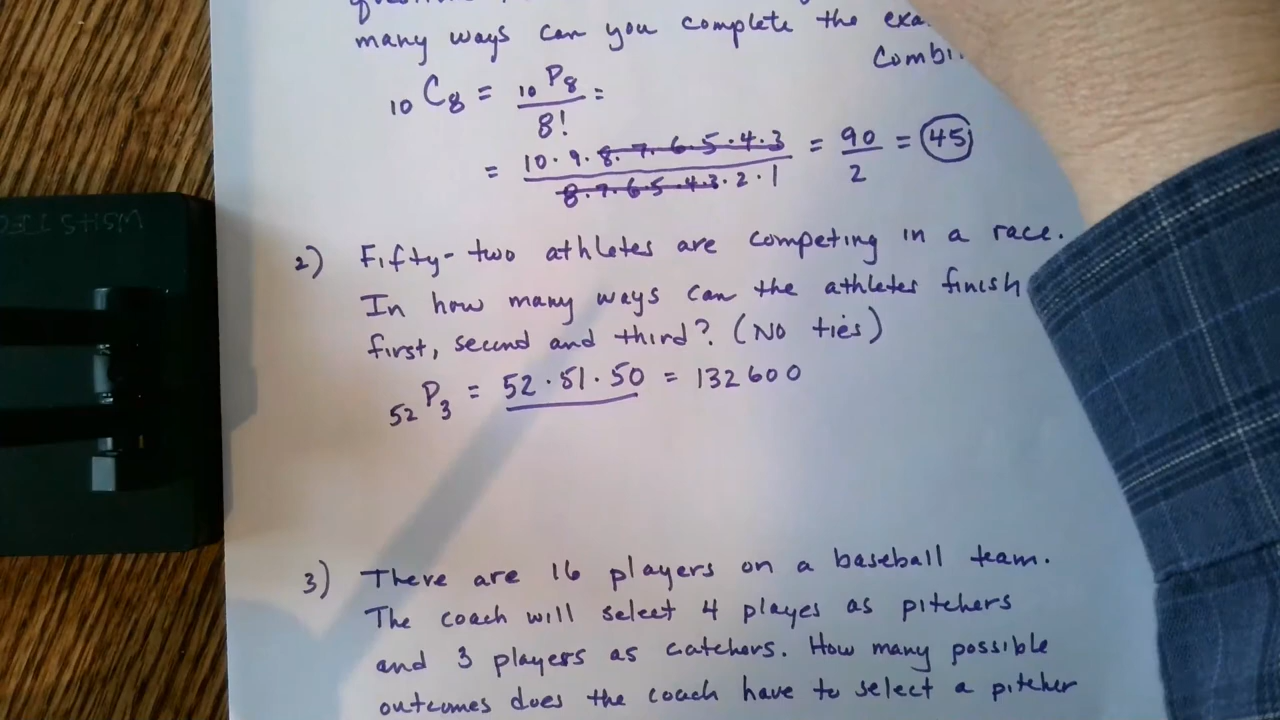 many ways can you complete the
₁₀C₈ = ₁₀P₈ / 8! =
= 10·9·8·7·6·5·4·3 / 8·7·6·5·4·3·2·1 = 90 / 2 = 45
2) Fifty-two athletes are competing in a race.
In how many ways can the athletes finish
first, second and third? (No ties)
₅₂P₃ = 52·51·50 = 132600
3) There are 16 players on a baseball team.
The coach will select 4 playes as pitchers
and 3 players as catchers. How many possible
outcomes does the coach have to select a pitcher